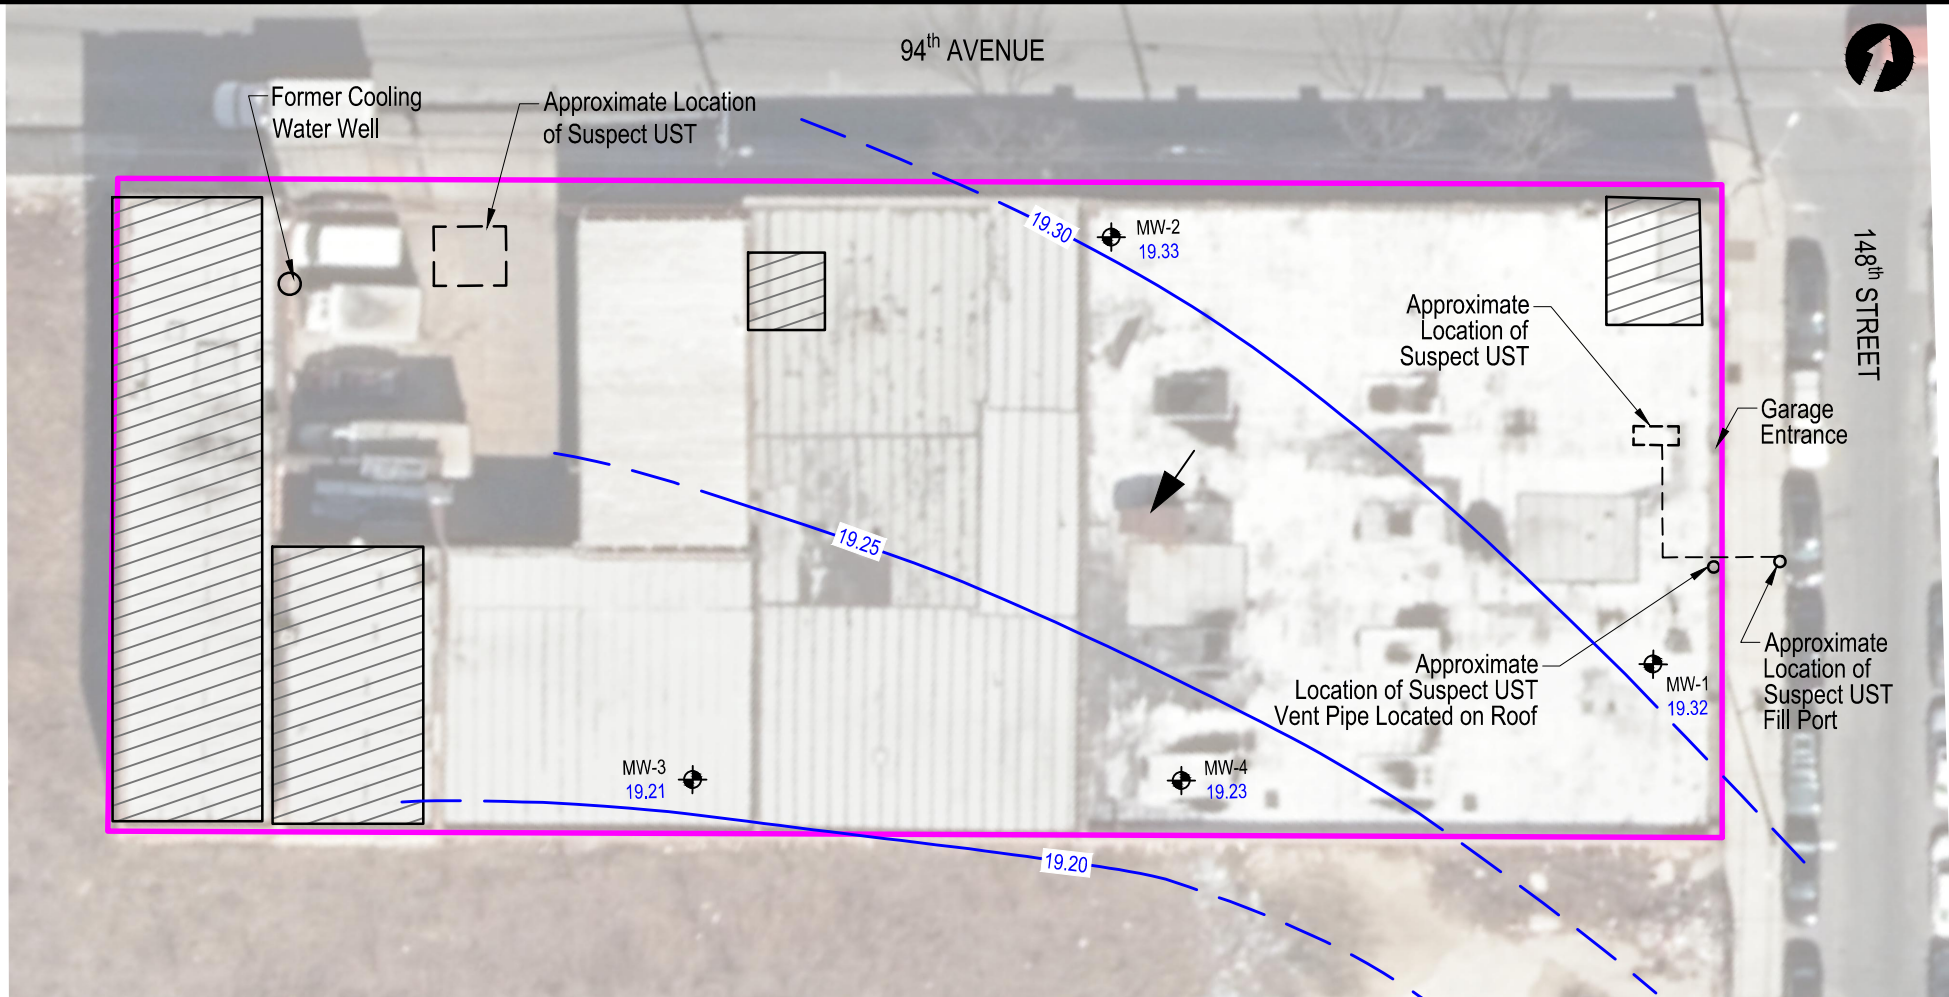 94th AVENUE
Former Cooling
Water Well
Approximate Location
of Suspect UST
19.30
MW-2
19.33
148th STREET
Approximate
Location of
Suspect UST
Garage
Entrance
19.25
Approximate
Location of Suspect UST
Vent Pipe Located on Roof
MW-1
19.32
Approximate
Location of
Suspect UST
Fill Port
MW-3
19.21
MW-4
19.23
19.20